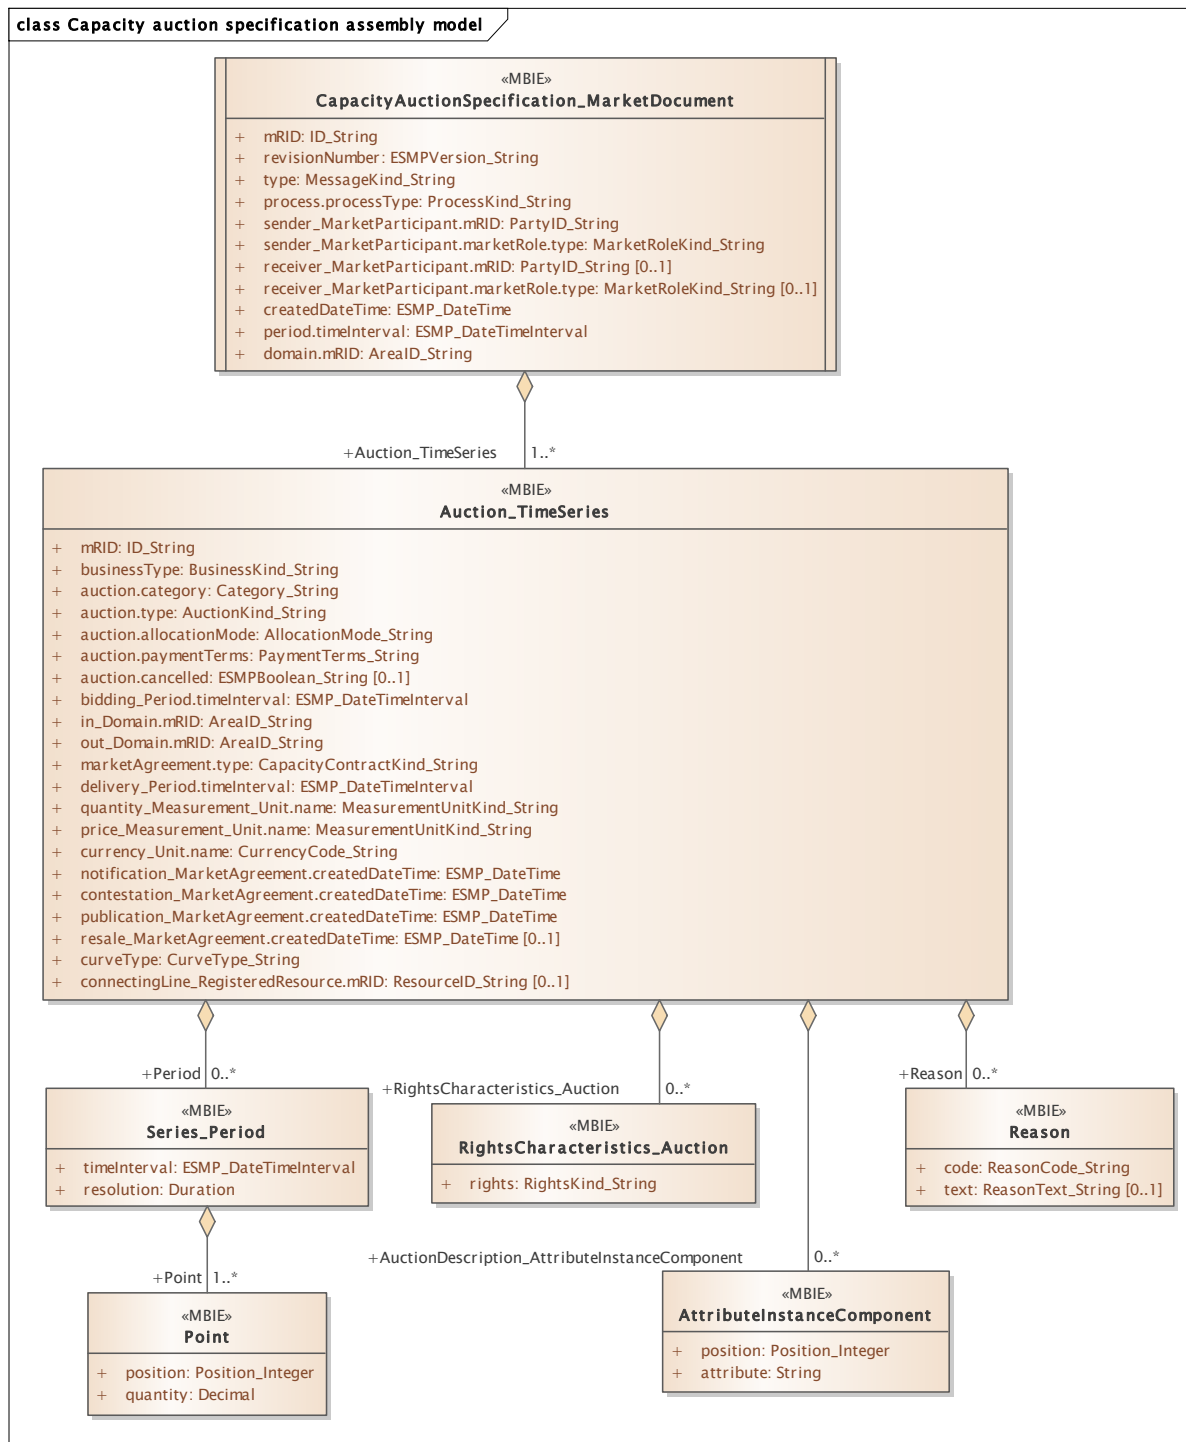 class Capacity auction specification assembly model
«MBIE»
CapacityAuctionSpecification_MarketDocument
+ mRID: ID_String
+ revisionNumber: ESMPVersion_String
+ type: MessageKind_String
+ process.processType: ProcessKind_String
+ sender_MarketParticipant.mRID: PartyID_String
+ sender_MarketParticipant.marketRole.type: MarketRoleKind_String
+ receiver_MarketParticipant.mRID: PartyID_String [0..1]
+ receiver_MarketParticipant.marketRole.type: MarketRoleKind_String [0..1]
+ createdDateTime: ESMP_DateTime
+ period.timeInterval: ESMP_DateTimeInterval
+ domain.mRID: AreaID_String
+Auction_TimeSeries 1..*
«MBIE»
Auction_TimeSeries
+ mRID: ID_String
+ businessType: BusinessKind_String
+ auction.category: Category_String
+ auction.type: AuctionKind_String
+ auction.allocationMode: AllocationMode_String
+ auction.paymentTerms: PaymentTerms_String
+ auction.cancelled: ESMPBoolean_String [0..1]
+ bidding_Period.timeInterval: ESMP_DateTimeInterval
+ in_Domain.mRID: AreaID_String
+ out_Domain.mRID: AreaID_String
+ marketAgreement.type: CapacityContractKind_String
+ delivery_Period.timeInterval: ESMP_DateTimeInterval
+ quantity_Measurement_Unit.name: MeasurementUnitKind_String
+ price_Measurement_Unit.name: MeasurementUnitKind_String
+ currency_Unit.name: CurrencyCode_String
+ notification_MarketAgreement.createdDateTime: ESMP_DateTime
+ contestation_MarketAgreement.createdDateTime: ESMP_DateTime
+ publication_MarketAgreement.createdDateTime: ESMP_DateTime
+ resale_MarketAgreement.createdDateTime: ESMP_DateTime [0..1]
+ curveType: CurveType_String
+ connectingLine_RegisteredResource.mRID: ResourceID_String [0..1]
+Period 0..*
«MBIE»
Series_Period
+ timeInterval: ESMP_DateTimeInterval
+ resolution: Duration
+RightsCharacteristics_Auction 0..*
«MBIE»
RightsCharacteristics_Auction
+ rights: RightsKind_String
+Reason 0..*
«MBIE»
Reason
+ code: ReasonCode_String
+ text: ReasonText_String [0..1]
+Point 1..*
«MBIE»
Point
+ position: Position_Integer
+ quantity: Decimal
+AuctionDescription_AttributeInstanceComponent 0..*
«MBIE»
AttributeInstanceComponent
+ position: Position_Integer
+ attribute: String